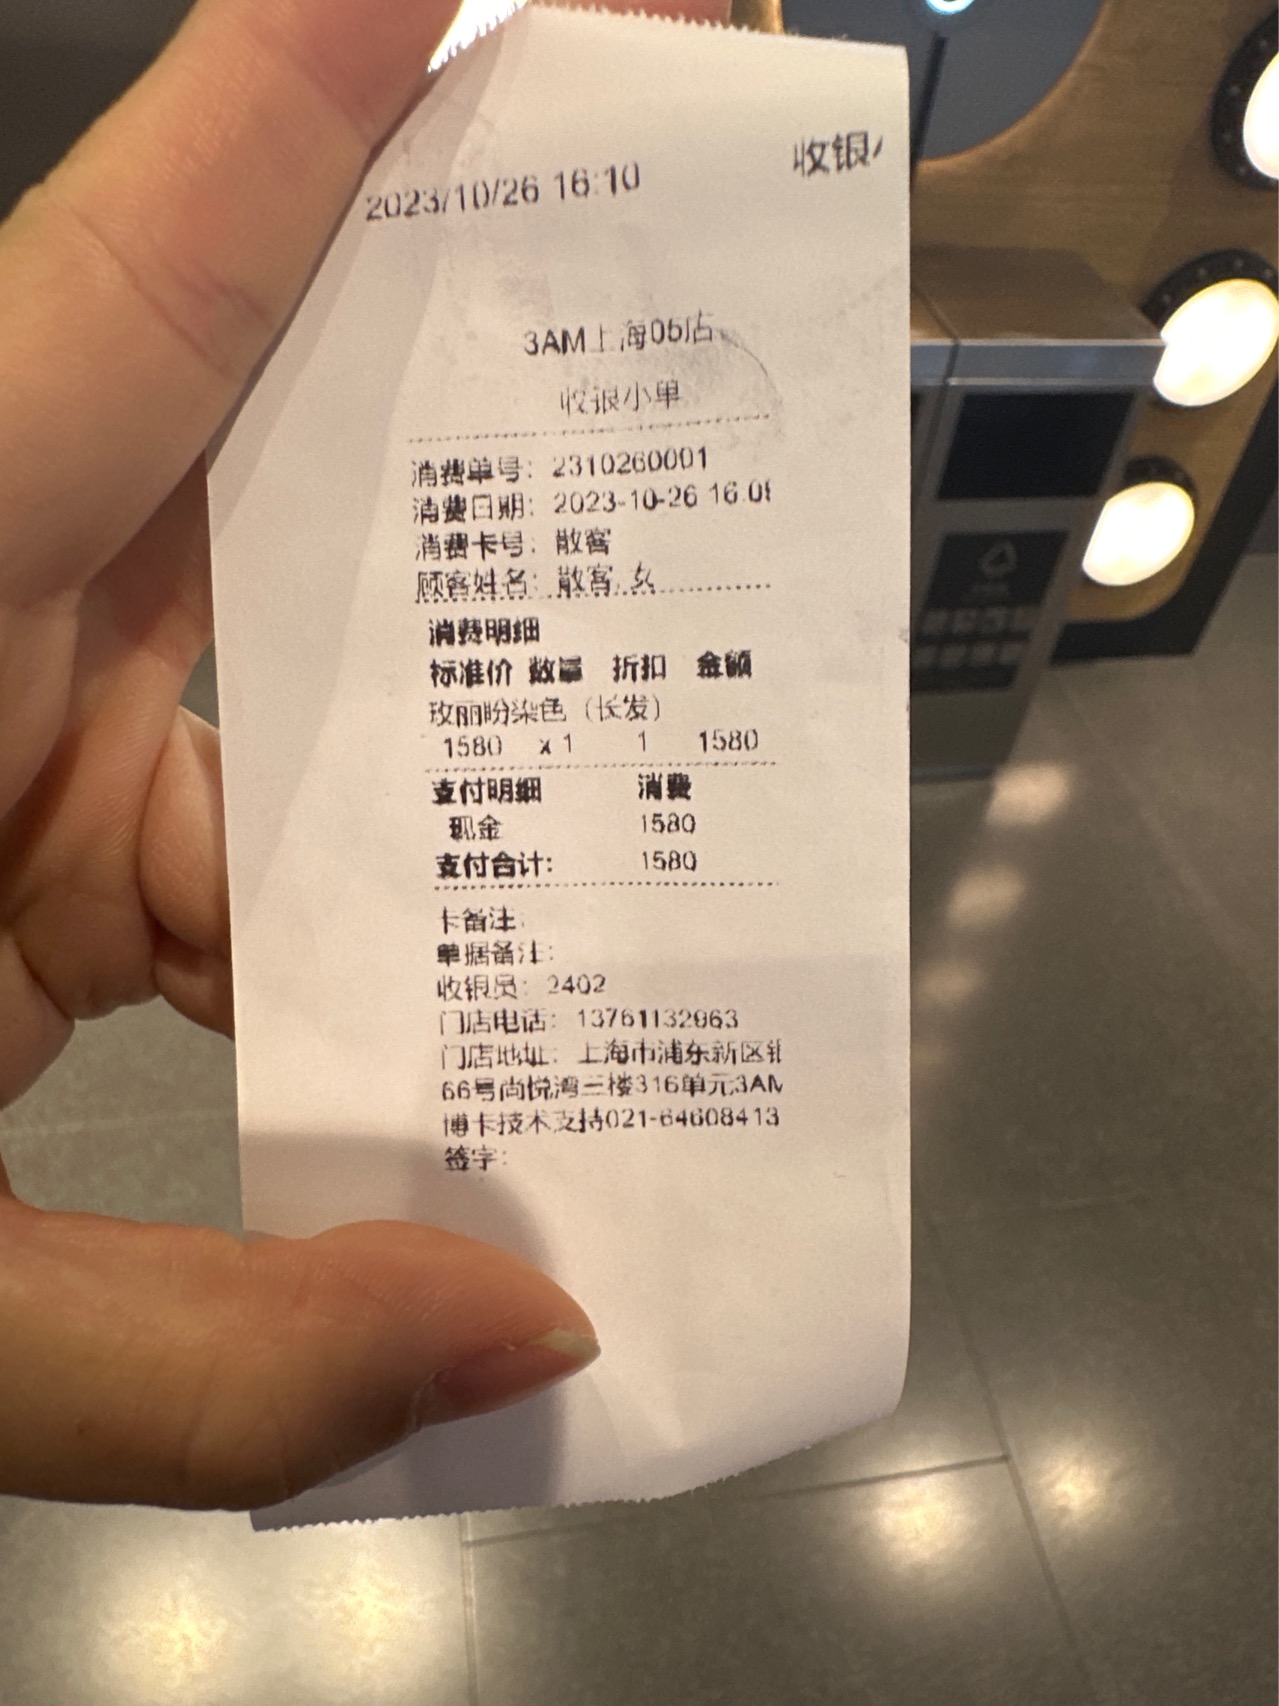 2023/10/26 16:10
收银
3AM上海05店
收银小单
消费单号: 2310260001
消费日期: 2023-10-26 16:0
消费卡号: 散客
顾客姓名: 散客,女
消费明细
标准价 数量 折扣 金额
玫丽盼染色（长发）
1580 x 1 1 1580
支付明细 消费
现金 1580
支付合计: 1580
卡备注:
单据备注:
收银员: 2402
门店电话: 13761132963
门店地址: 上海市浦东新区银
66号尚悦湾三楼316单元3AM
博卡技术支持021-64608413
签字: